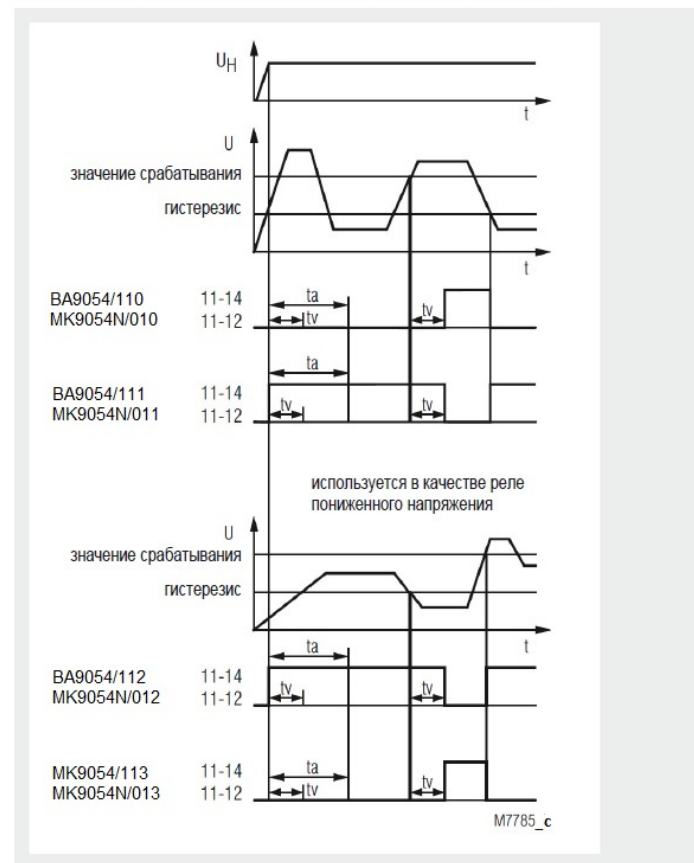 UH
t
U
значение срабатывания
гистерезис
t
BA9054/110 11-14 ta
MK9054N/010 11-12 tv tv
ta
BA9054/111 11-14
MK9054N/011 11-12 tv tv
используется в качестве реле
пониженного напряжения
U
значение срабатывания
гистерезис
t
ta
BA9054/112 11-14
MK9054N/012 11-12 tv tv
MK9054/113 11-14 ta
MK9054N/013 11-12 tv tv
M7785_c